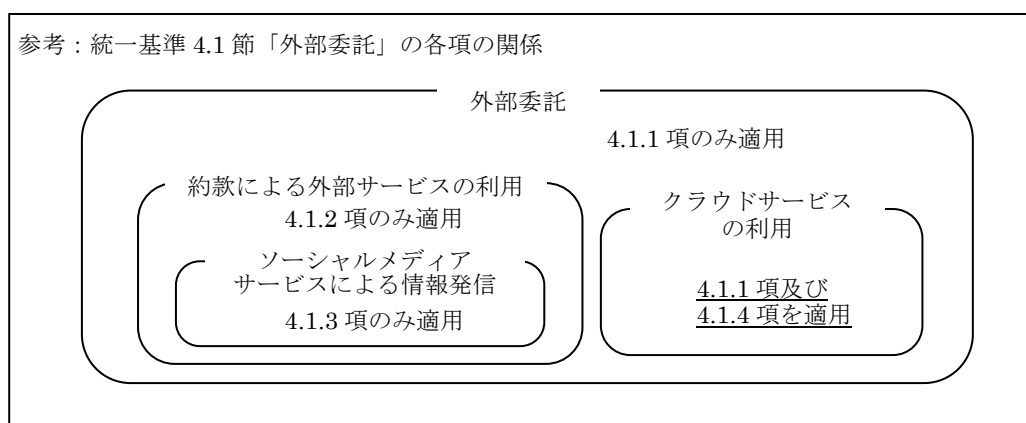 参考：統一基準 4.1 節「外部委託」の各項の関係
外部委託
4.1.1 項のみ適用
約款による外部サービスの利用
4.1.2 項のみ適用
ソーシャルメディア
サービスによる情報発信
4.1.3 項のみ適用
クラウドサービス
の利用
4.1.1 項及び
4.1.4 項を適用